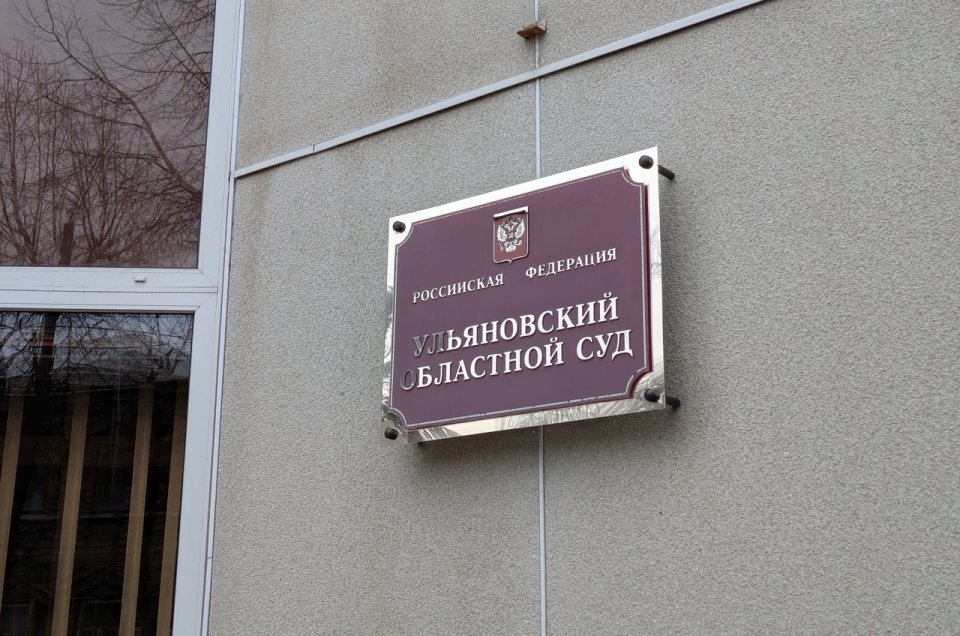 РОССИЙСКАЯ ФЕДЕРАЦИЯ
УЛЬЯНОВСКИЙ
ОБЛАСТНОЙ СУД